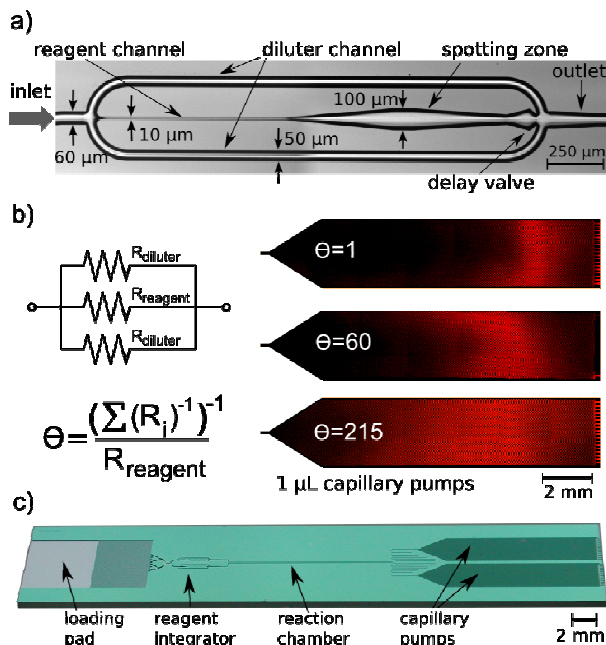 a)
reagent channel
diluter channel
spotting zone
outlet
inlet
100 µm
10 µm
50 µm
60 µm
delay valve
250 µm
b)
Rdiluter
Rreagent
Rdiluter
Θ=1
Θ=60
Θ=215
Θ= (Σ(Ri)-1)-1
Rreagent
1 µL capillary pumps
2 mm
c)
loading pad
reagent integrator
reaction chamber
capillary pumps
2 mm